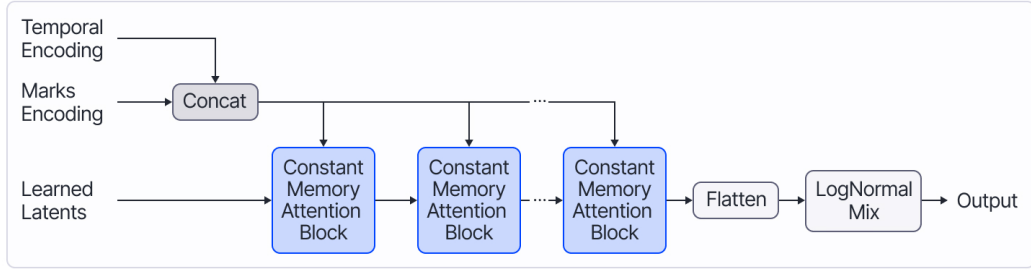 Temporal
Encoding
Marks
Encoding
Concat
...
Constant
Memory
Attention
Block
Constant
Memory
Attention
Block
Constant
Memory
Attention
Block
Learned
Latents
...
Flatten
LogNormal
Mix
Output